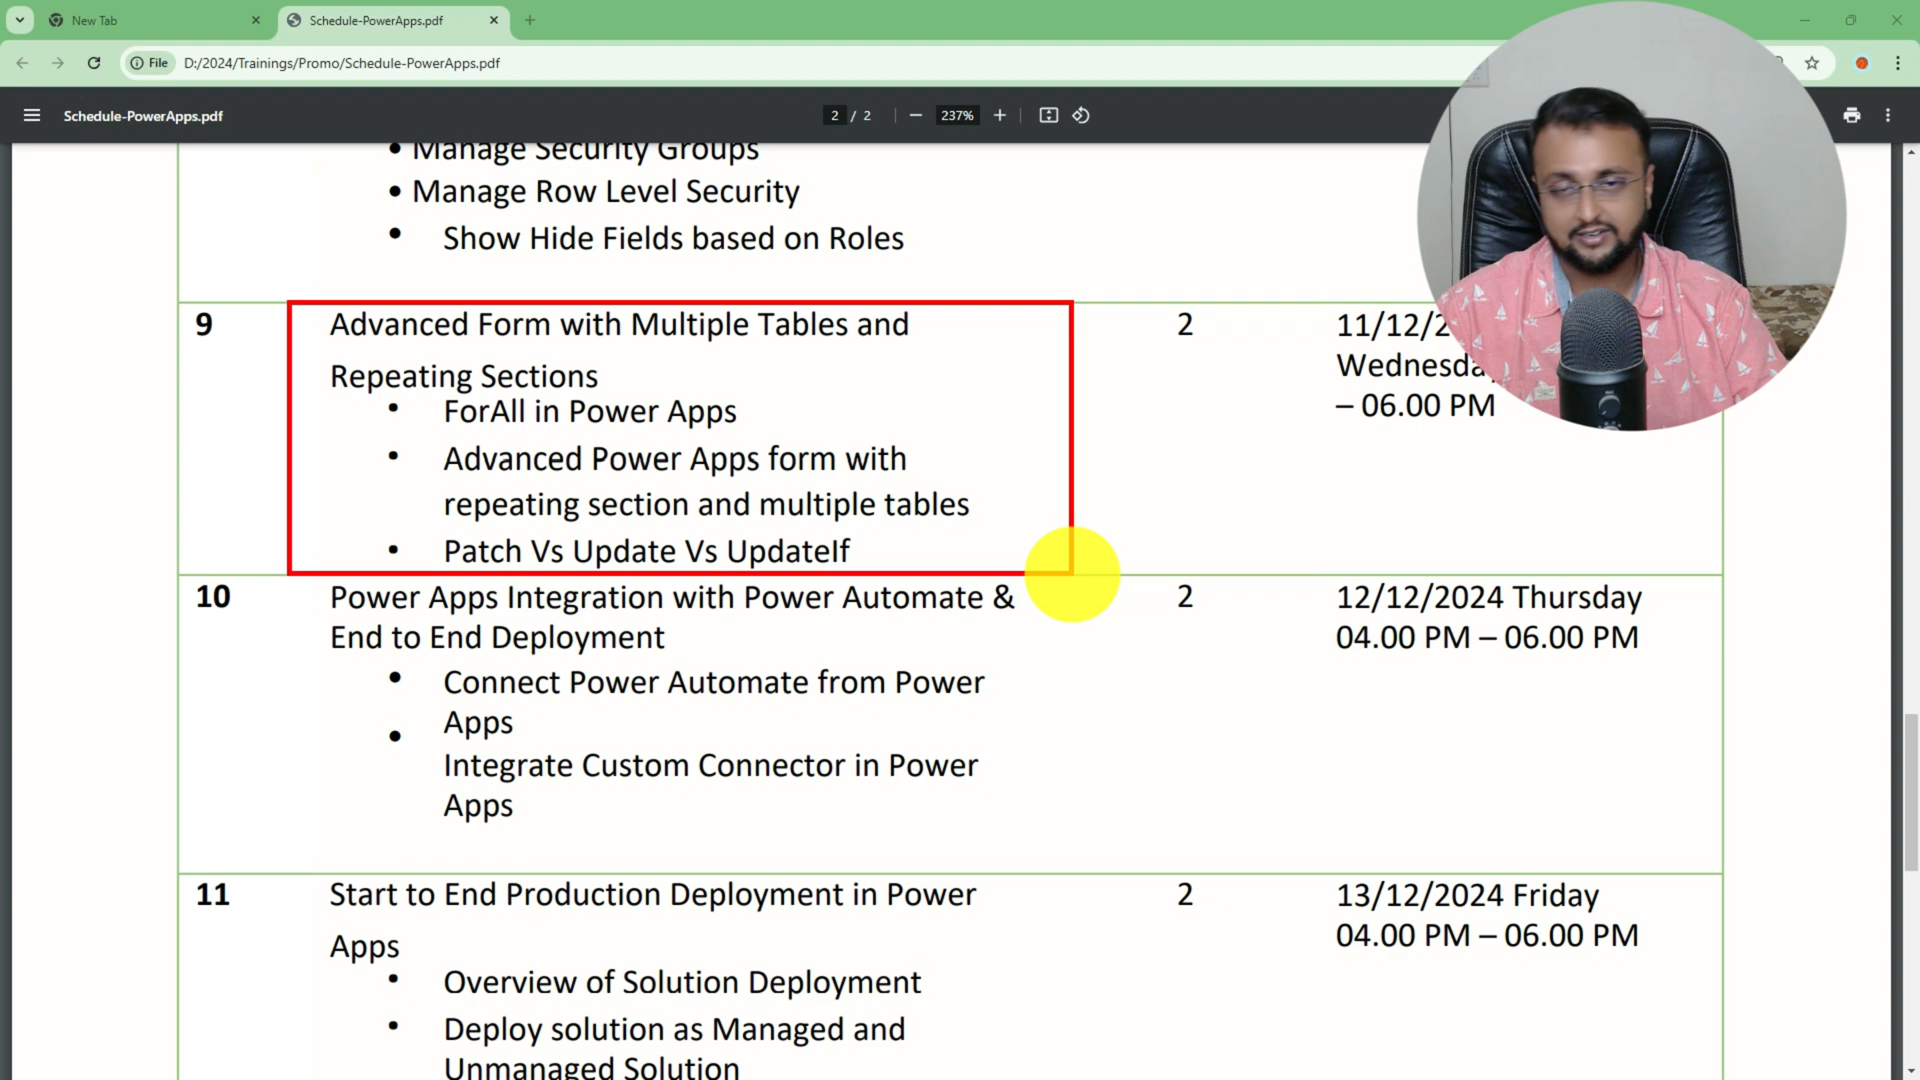 New Tab
Schedule-PowerApps.pdf
File D:/2024/Trainings/Promo/Schedule-PowerApps.pdf
Schedule-PowerApps.pdf
2 / 2
237%
• Manage Security Groups
• Manage Row Level Security
• Show Hide Fields based on Roles
9 Advanced Form with Multiple Tables and 2 11/12/2
Repeating Sections Wednesda
• ForAll in Power Apps – 06.00 PM
• Advanced Power Apps form with
repeating section and multiple tables
• Patch Vs Update Vs UpdateIf
10 Power Apps Integration with Power Automate & 2 12/12/2024 Thursday
End to End Deployment 04.00 PM – 06.00 PM
• Connect Power Automate from Power
Apps
• Integrate Custom Connector in Power
Apps
11 Start to End Production Deployment in Power 2 13/12/2024 Friday
Apps 04.00 PM – 06.00 PM
• Overview of Solution Deployment
• Deploy solution as Managed and
Unmanaged Solution